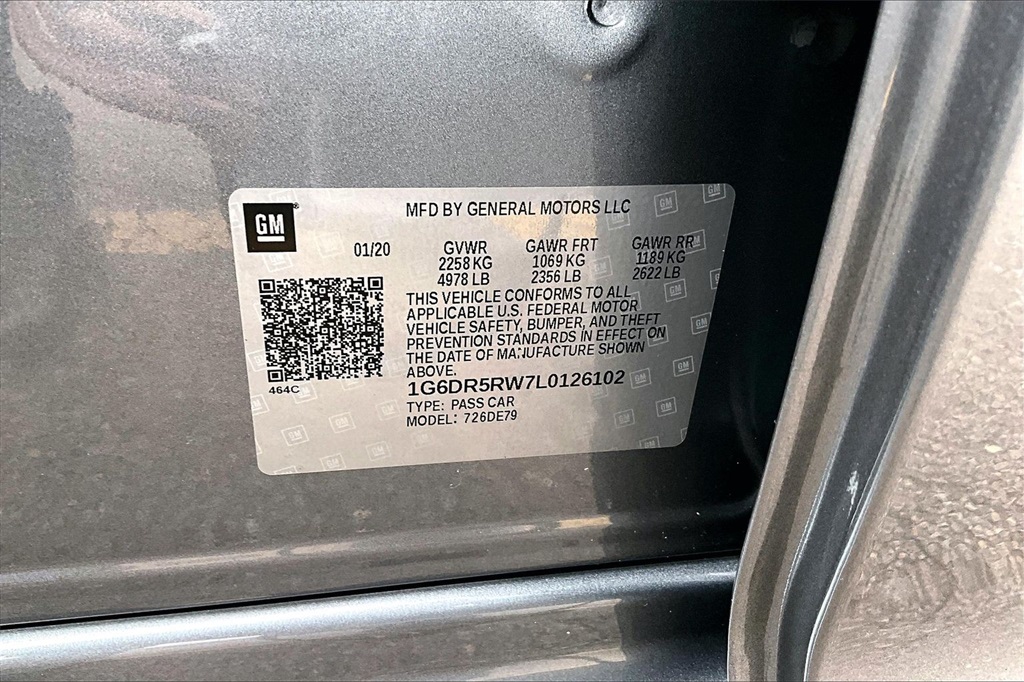 GM®
MFD BY GENERAL MOTORS LLC
01/20 GVWR GAWR FRT GAWR RR
2258 KG 1069 KG 1189 KG
4978 LB 2356 LB 2622 LB
THIS VEHICLE CONFORMS TO ALL
APPLICABLE U.S. FEDERAL MOTOR
VEHICLE SAFETY, BUMPER, AND THEFT
PREVENTION STANDARDS IN EFFECT ON
THE DATE OF MANUFACTURE SHOWN
ABOVE.
464C
1G6DR5RW7L0126102
TYPE: PASS CAR
MODEL: 726DE79